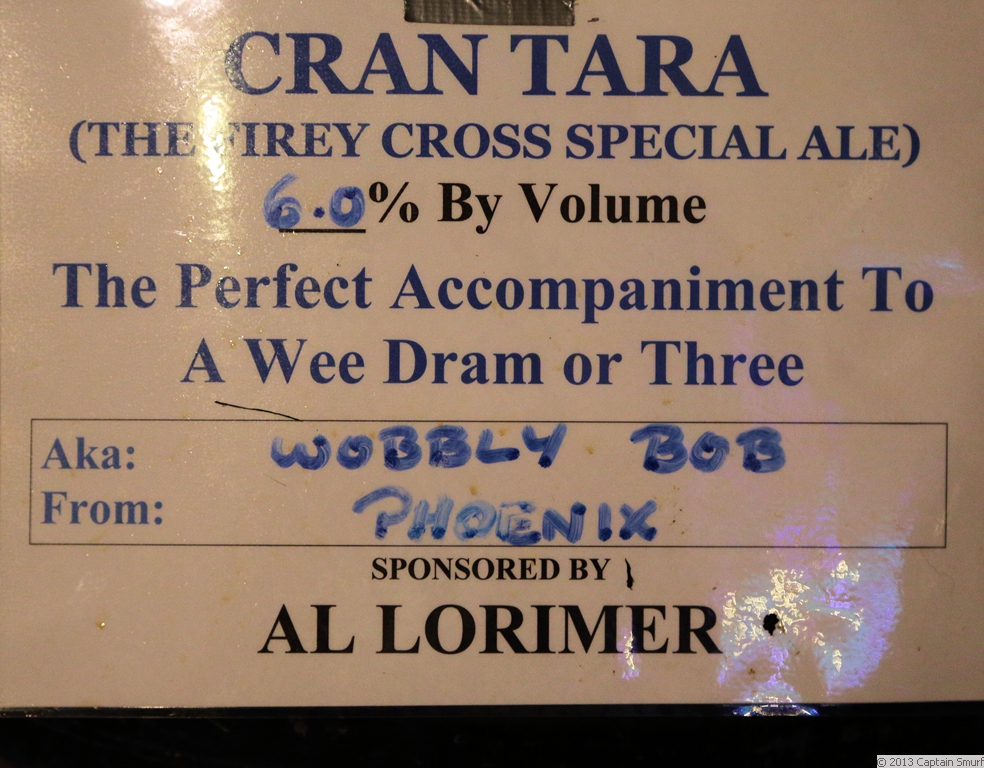 CRAN TARA
(THE FIREY CROSS SPECIAL ALE)
6.0% By Volume
The Perfect Accompaniment To
A Wee Dram or Three
Aka: WOBBLY BOB
From: PHOENIX
SPONSORED BY
AL LORIMER
© 2013 Captain Smurf